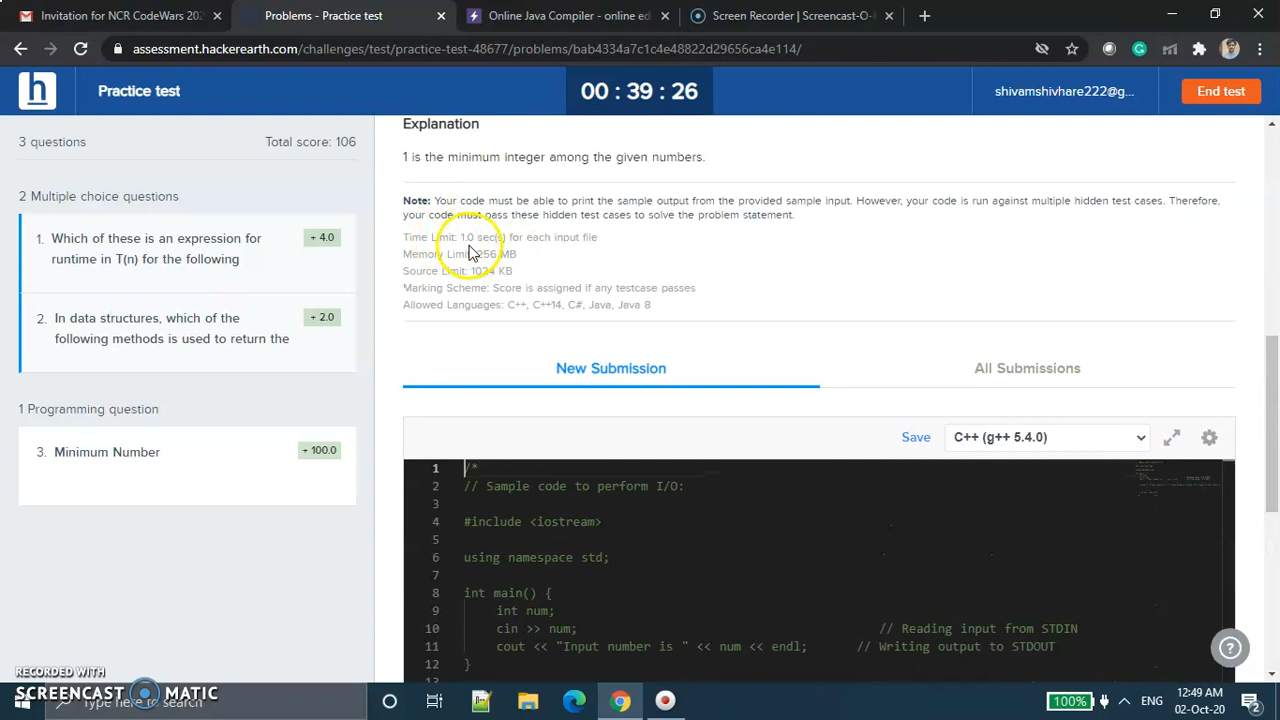 Invitation for NCR CodeWars 202
Problems - Practice test
Online Java Compiler - online ed
Screen Recorder | Screencast-O-
assessment.hackerearth.com/challenges/test/practice-test-48677/problems/bab4334a7c1c4e48822d29656ca4e114/
h
Practice test
00 : 39 : 26
shivamshivhare222@g...
End test
3 questions
Total score: 106
2 Multiple choice questions
1. Which of these is an expression for
runtime in T(n) for the following
+ 4.0
2. In data structures, which of the
following methods is used to return the
+ 2.0
1 Programming question
3. Minimum Number
+ 100.0
Explanation
1 is the minimum integer among the given numbers.
Note: Your code must be able to print the sample output from the provided sample input. However, your code is run against multiple hidden test cases. Therefore,
your code must pass these hidden test cases to solve the problem statement.
Time Limit: 1.0 sec(s) for each input file
Memory Limit: 256 MB
Source Limit: 1024 KB
Marking Scheme: Score is assigned if any testcase passes
Allowed Languages: C++, C++14, C#, Java, Java 8
New Submission
All Submissions
Save
C++ (g++ 5.4.0)
1 /*
2 // Sample code to perform I/O:
3
4 #include <iostream>
5
6 using namespace std;
7
8 int main() {
9 int num;
10 cin >> num; // Reading input from STDIN
11 cout << "Input number is " << num << endl; // Writing output to STDOUT
12 }
13
RECORDED WITH
SCREENCAST MATIC
Type here to search
100%
ENG
12:49 AM
02-Oct-20
2